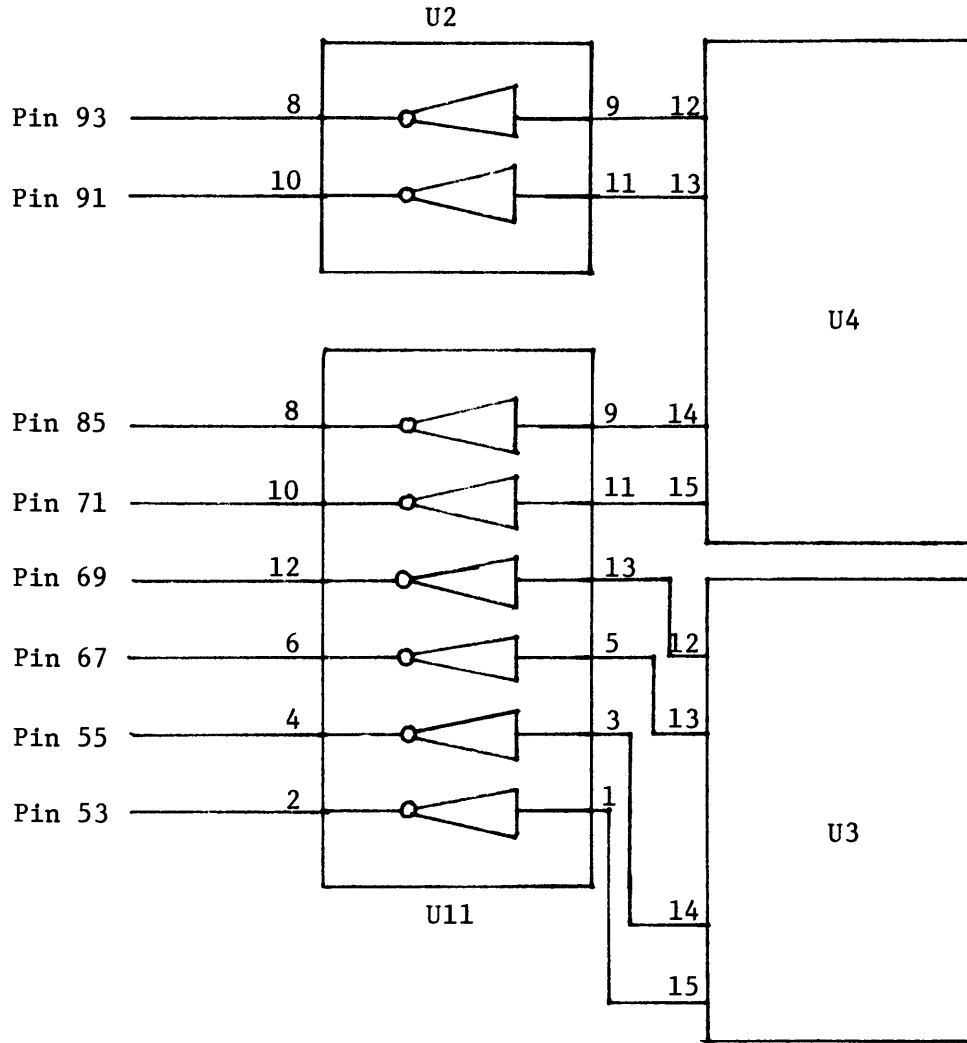 U2
Pin 93 8 9 12
Pin 91 10 11 13
U4
Pin 85 8 9 14
Pin 71 10 11 15
Pin 69 12 13
Pin 67 6 5 12
Pin 55 4 3 13
Pin 53 2 1
U3
U11 14
15